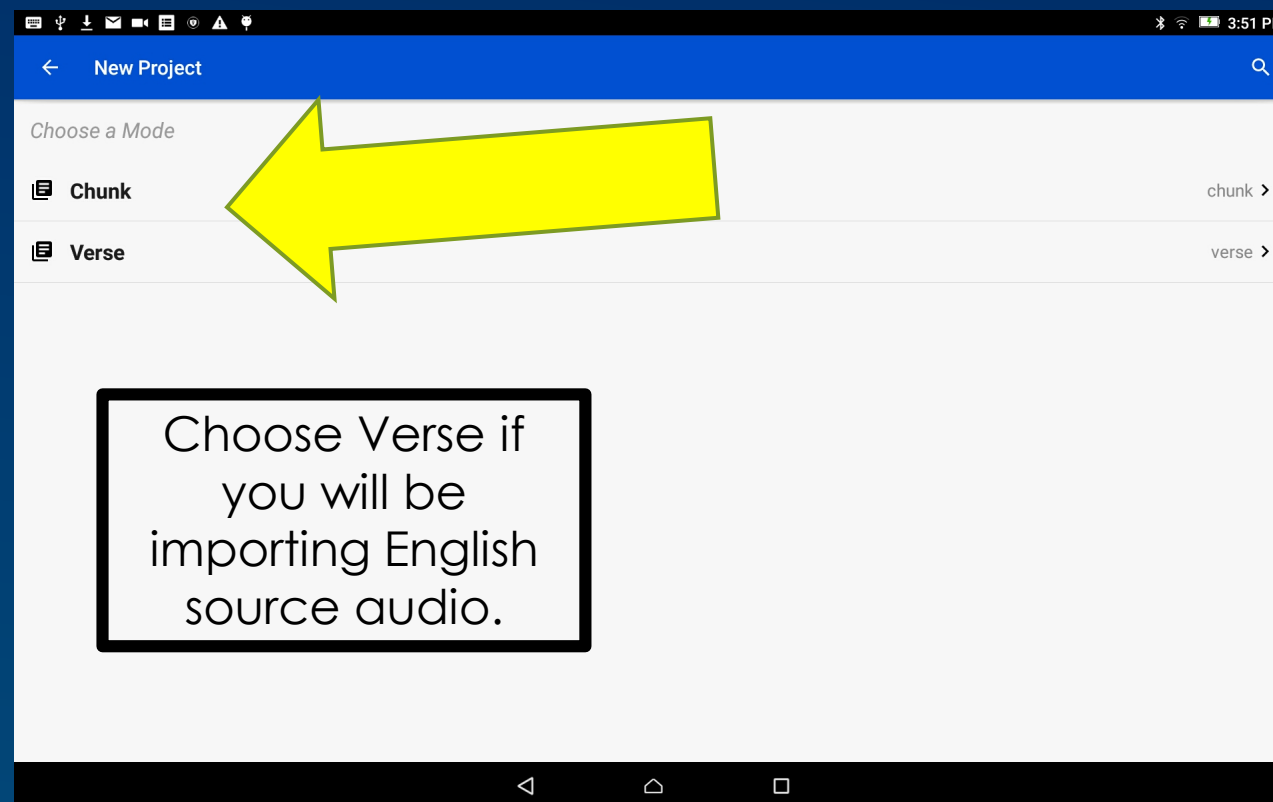 3:51 P
New Project
Choose a Mode
Chunk chunk
Verse verse
Choose Verse if
you will be
importing English
source audio.